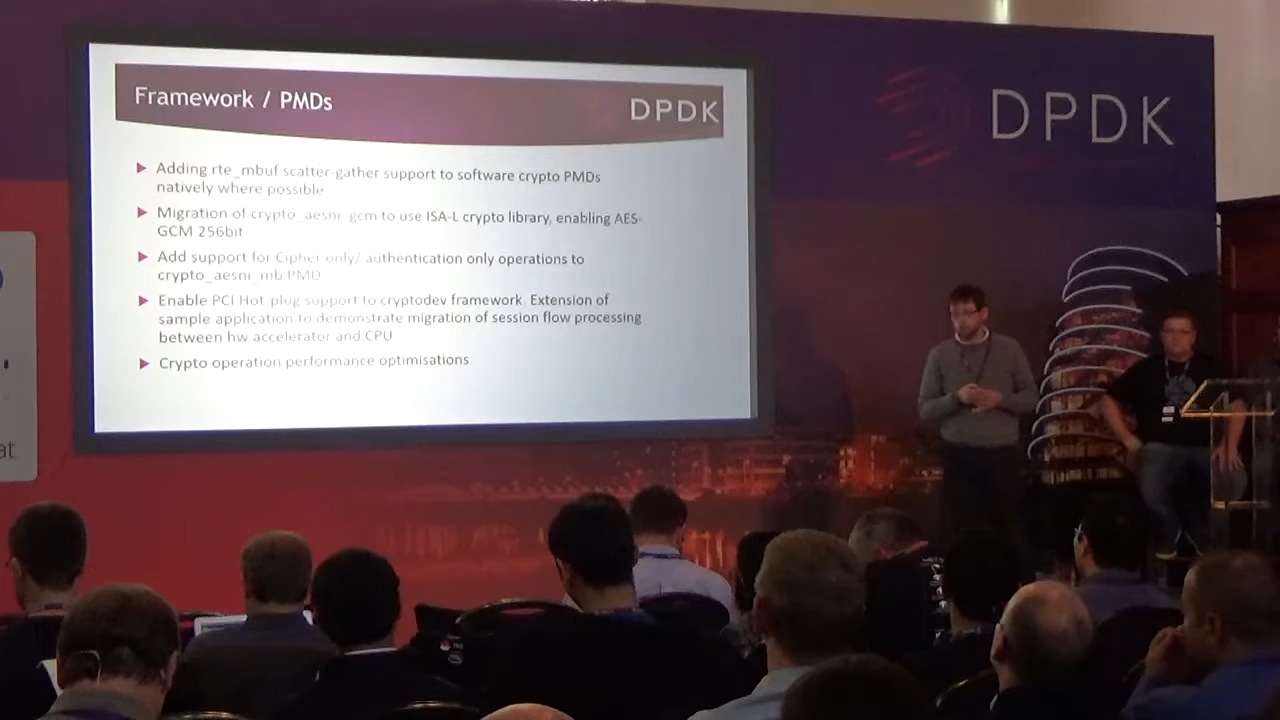 Framework / PMDs
DPDK
Adding rte_mbuf scatter-gather support to software crypto PMDs
natively where possible
Migration of crypto_aesni_gcm to use ISA-L crypto library, enabling AES-
GCM 256bit
Add support for Cipher only/ authentication only operations to
crypto_aesni_mb PMD
Enable PCI Hot plug support to cryptodev framework. Extension of
sample application to demonstrate migration of session flow processing
between hw accelerator and CPU
Crypto operation performance optimisations
DPDK
at